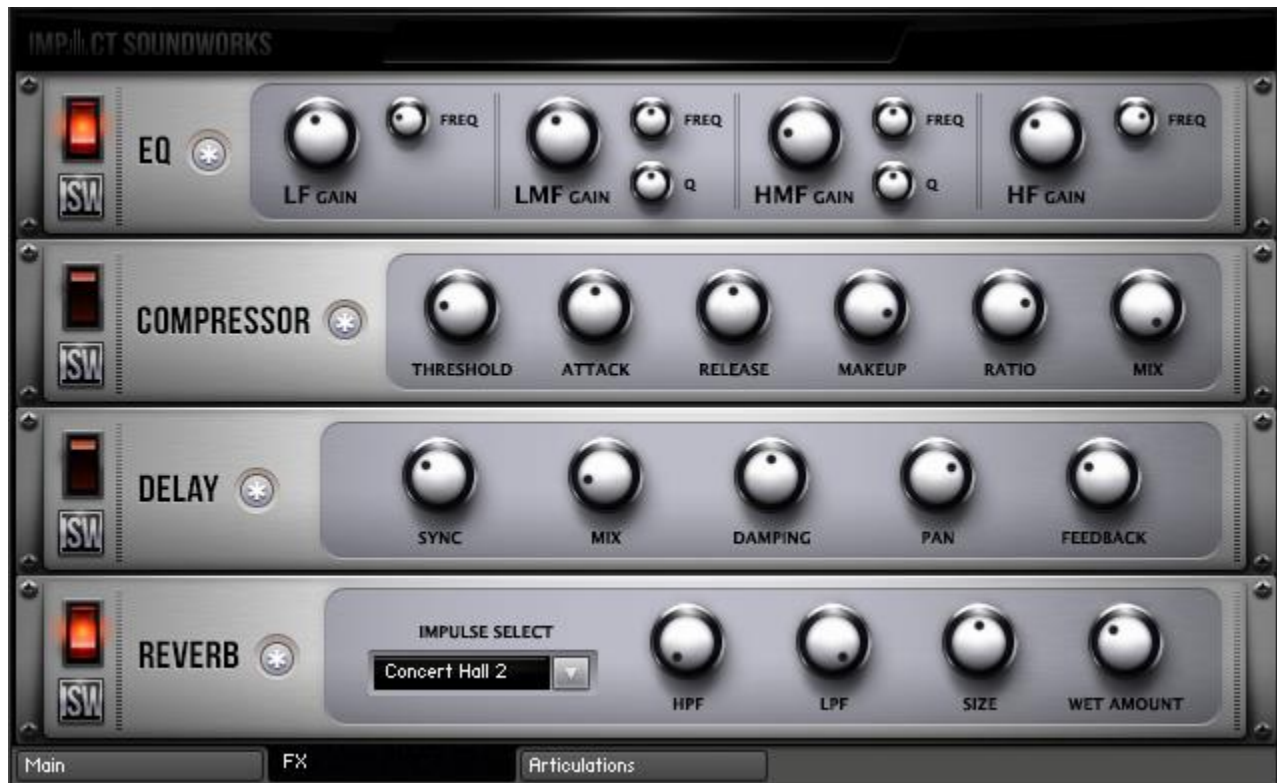 IMPACT SOUNDWORKS
EQ
LF GAIN
FREQ
LMF GAIN
FREQ
Q
HMF GAIN
FREQ
Q
HF GAIN
FREQ
ISW
COMPRESSOR
THRESHOLD
ATTACK
RELEASE
MAKEUP
RATIO
MIX
ISW
DELAY
SYNC
MIX
DAMPING
PAN
FEEDBACK
ISW
REVERB
IMPULSE SELECT
Concert Hall 2
HPF
LPF
SIZE
WET AMOUNT
ISW
Main
FX
Articulations